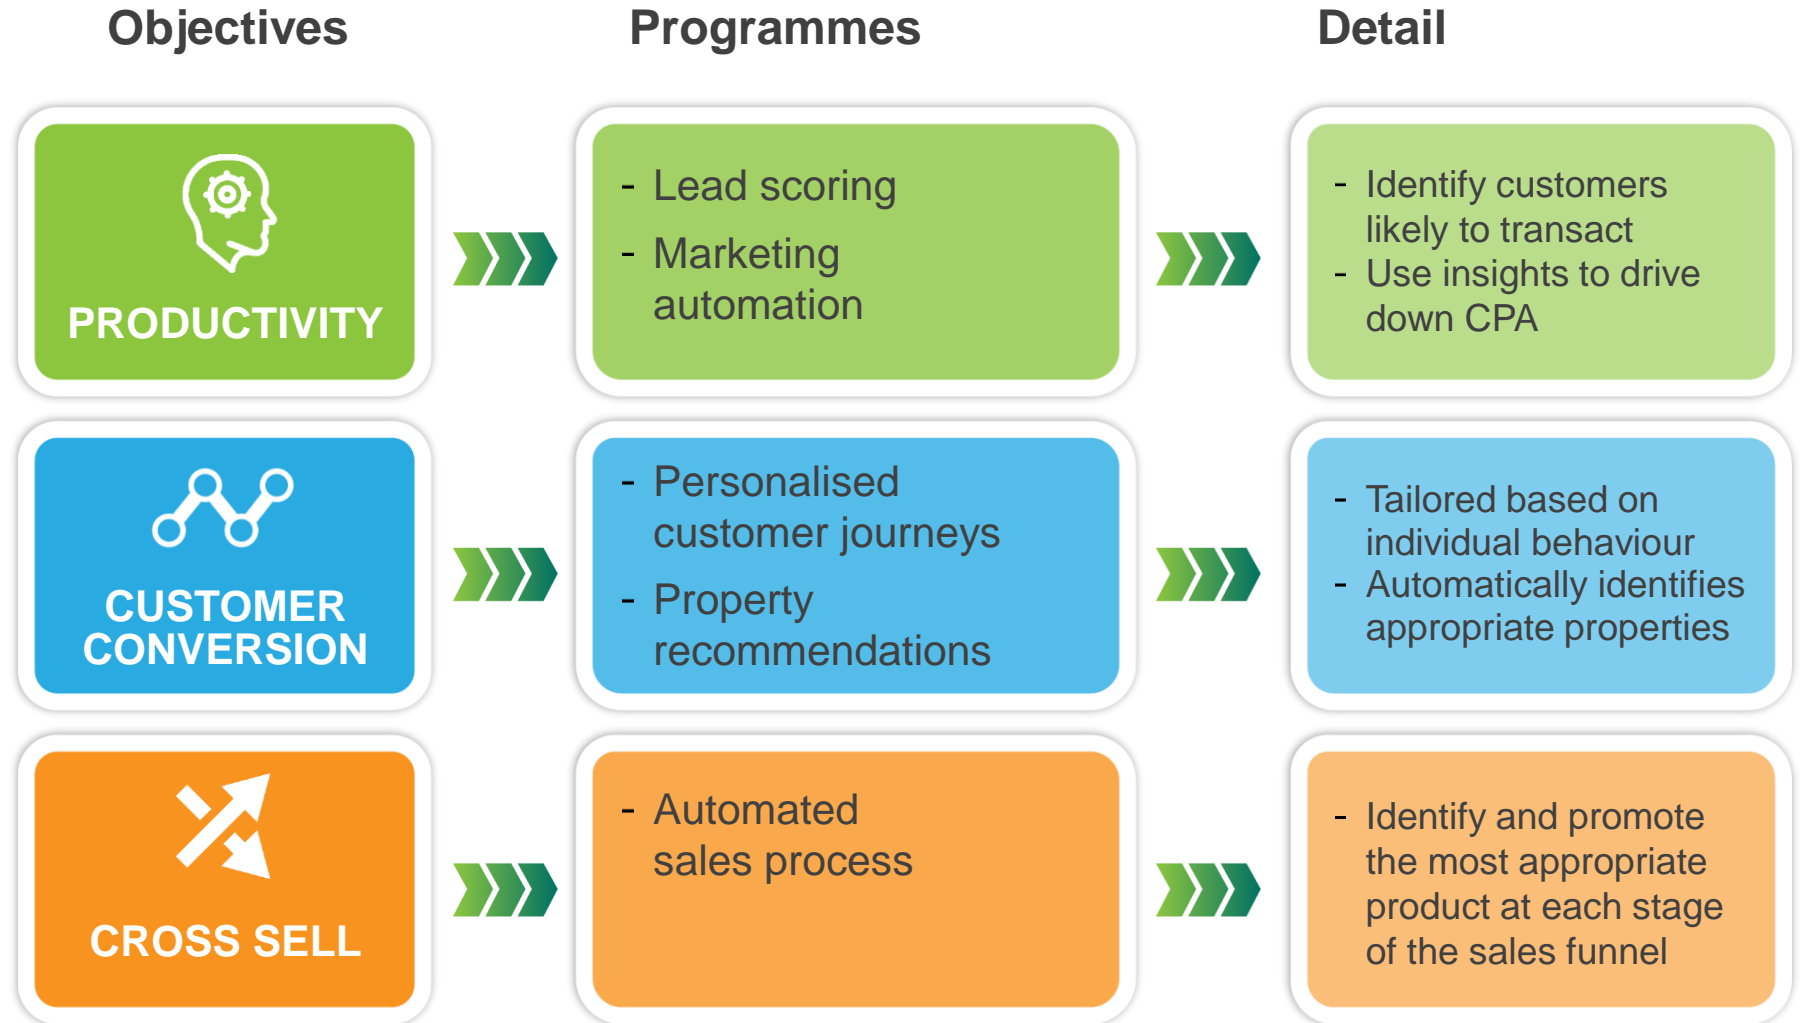 Objectives
Programmes
Detail
PRODUCTIVITY
- Lead scoring
- Marketing
automation
- Identify customers
likely to transact
- Use insights to drive
down CPA
CUSTOMER
CONVERSION
- Personalised
customer journeys
- Property
recommendations
- Tailored based on
individual behaviour
- Automatically identifies
appropriate properties
CROSS SELL
- Automated
sales process
- Identify and promote
the most appropriate
product at each stage
of the sales funnel